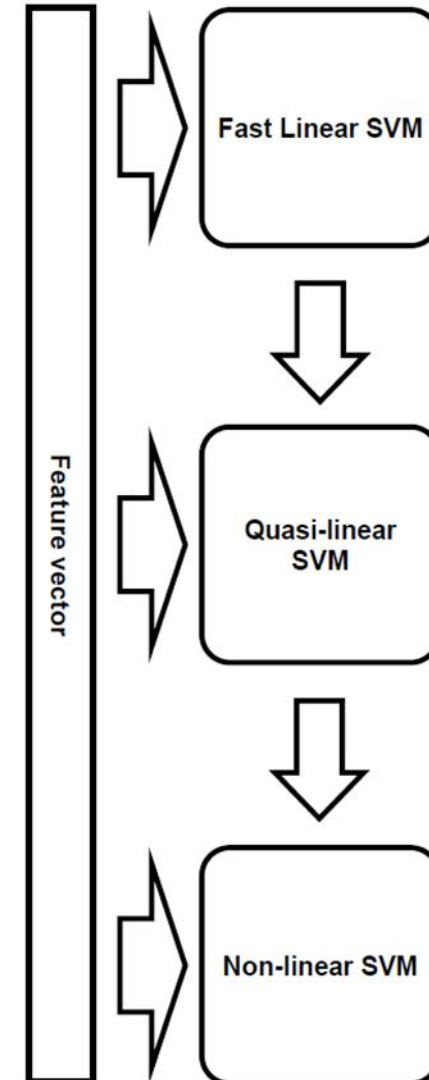 Fast Linear SVM
Feature vector
Quasi-linear
SVM
Non-linear SVM